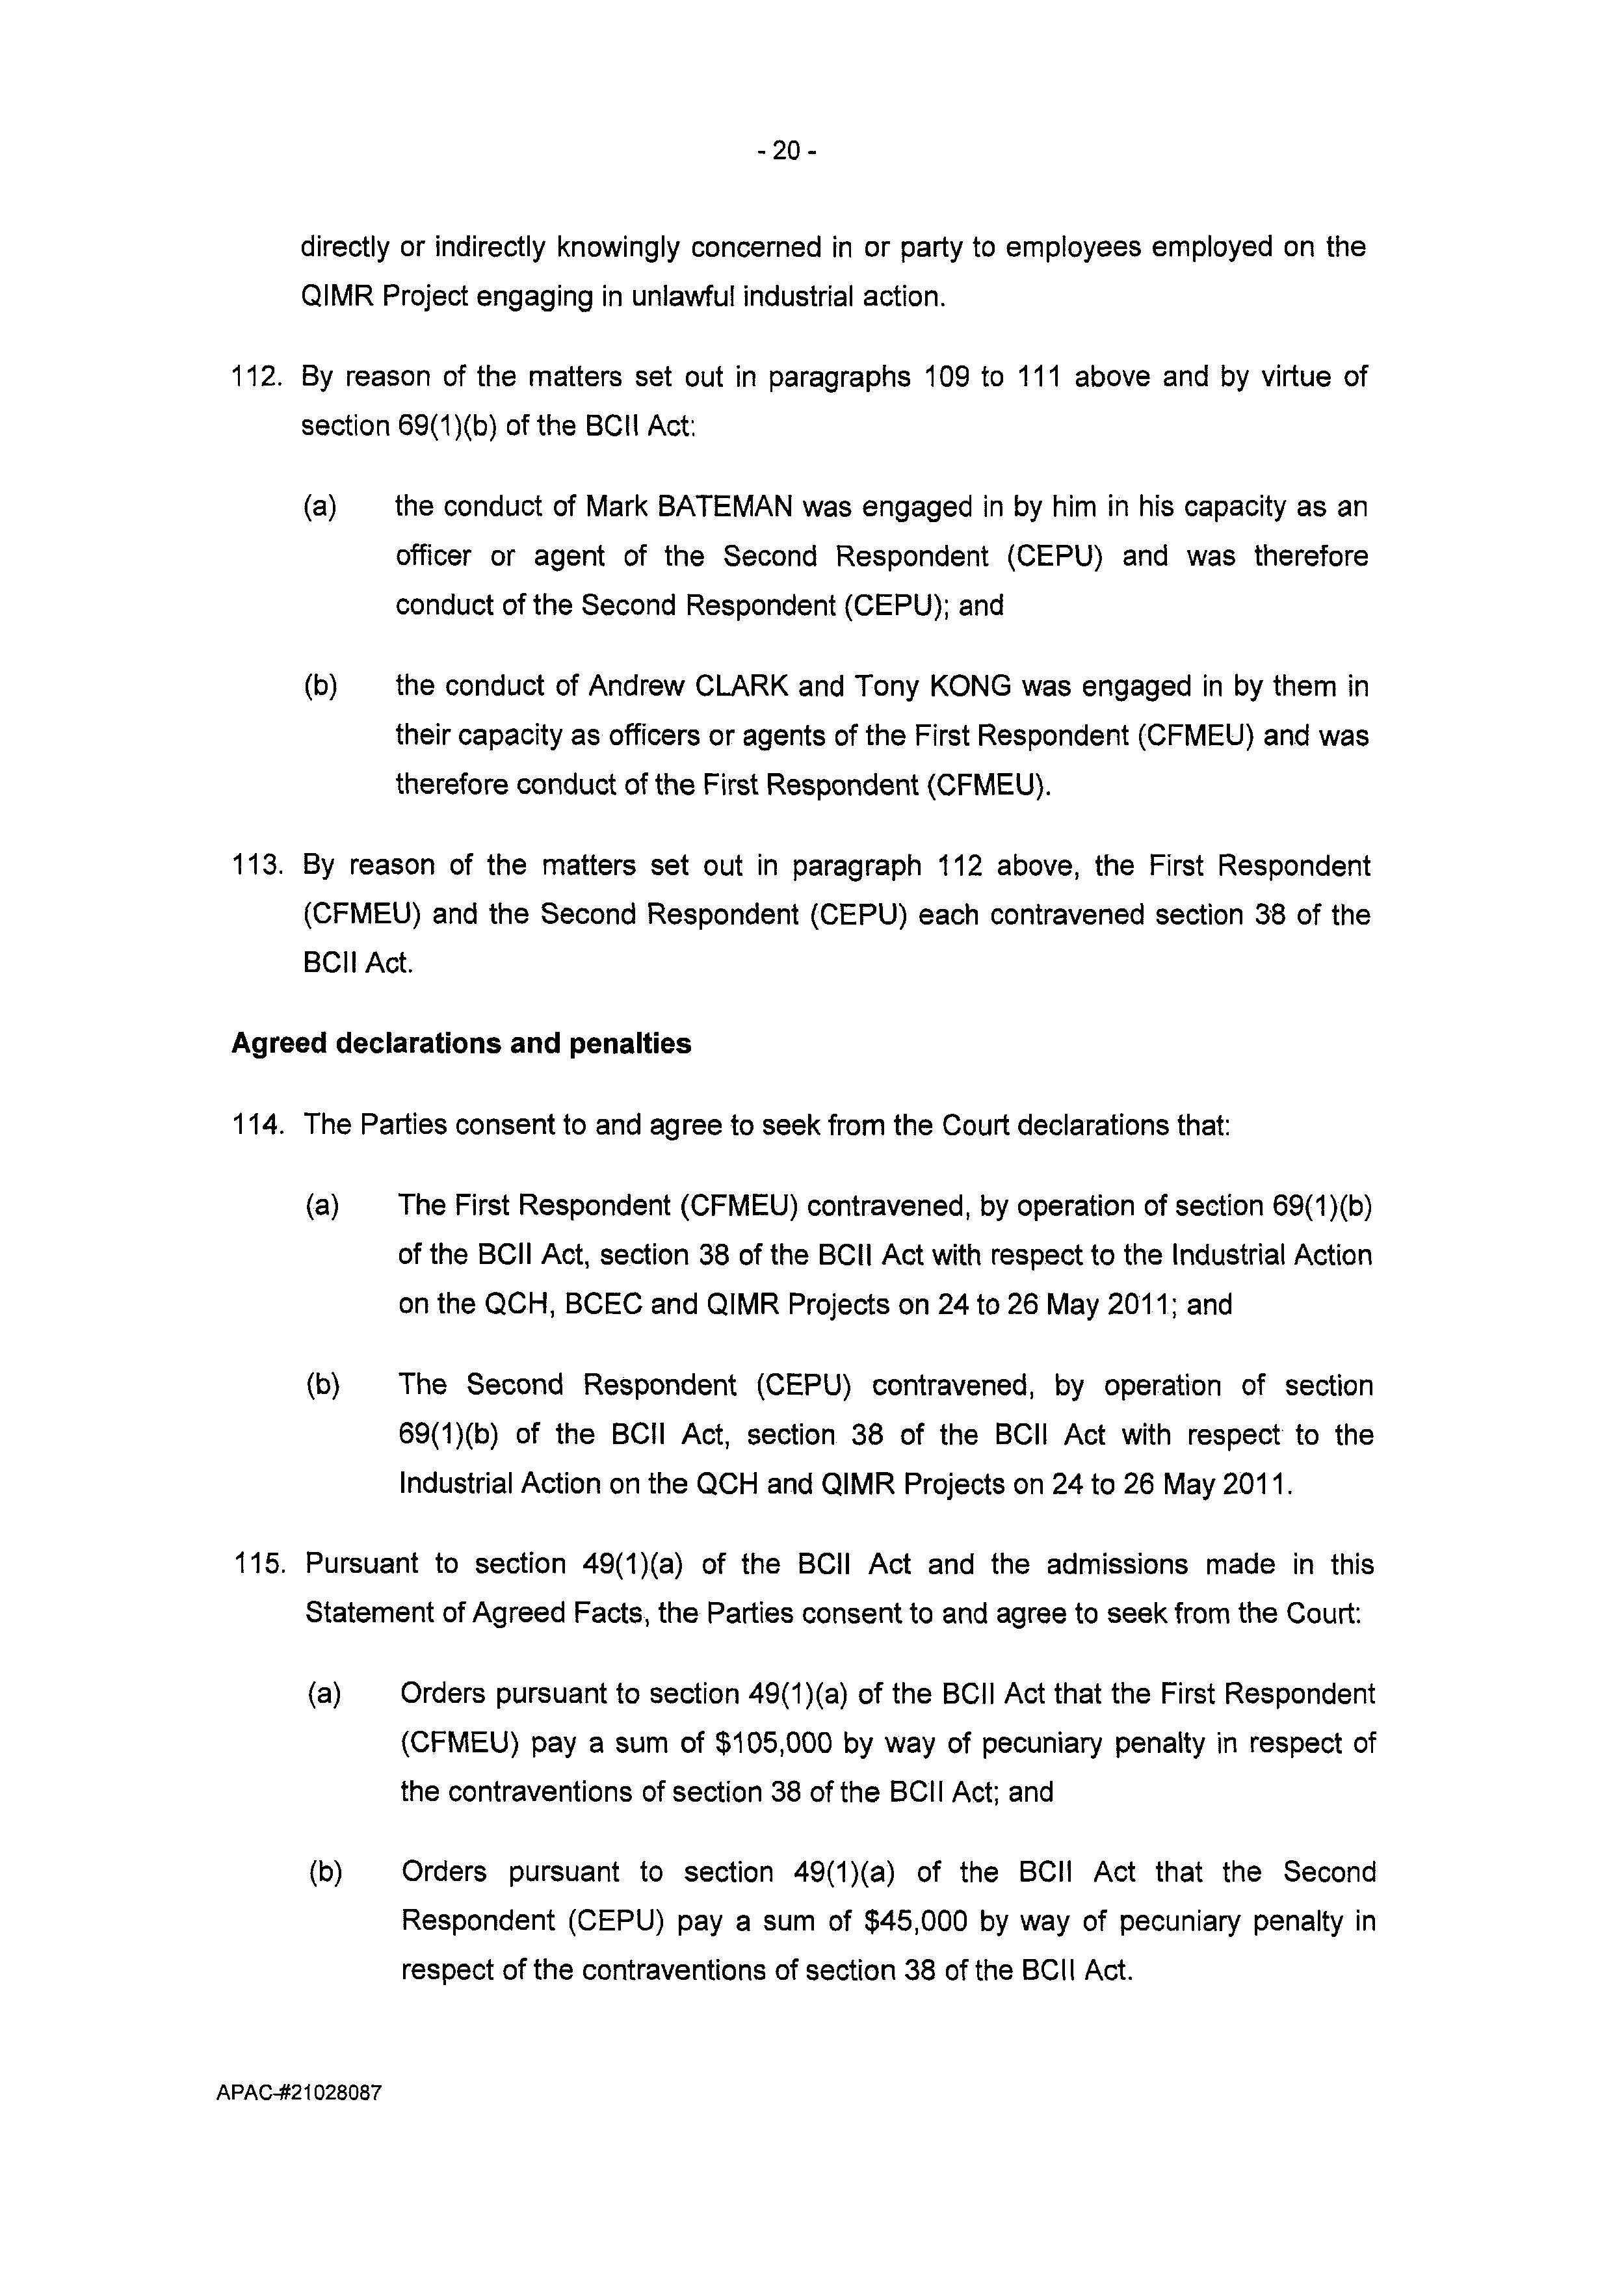 - 20 -
directly or indirectly knowingly concerned in or party to employees employed on the
QIMR Project engaging in unlawful industrial action.
112. By reason of the matters set out in paragraphs 109 to 111 above and by virtue of
section 69(1)(b) of the BCII Act:
(a) the conduct of Mark BATEMAN was engaged in by him in his capacity as an
officer or agent of the Second Respondent (CEPU) and was therefore
conduct of the Second Respondent (CEPU); and
(b) the conduct of Andrew CLARK and Tony KONG was engaged in by them in
their capacity as officers or agents of the First Respondent (CFMEU) and was
therefore conduct of the First Respondent (CFMEU).
113. By reason of the matters set out in paragraph 112 above, the First Respondent
(CFMEU) and the Second Respondent (CEPU) each contravened section 38 of the
BCII Act.
Agreed declarations and penalties
114. The Parties consent to and agree to seek from the Court declarations that:
(a) The First Respondent (CFMEU) contravened, by operation of section 69(1)(b)
of the BCII Act, section 38 of the BCII Act with respect to the Industrial Action
on the QCH, BCEC and QIMR Projects on 24 to 26 May 2011; and
(b) The Second Respondent (CEPU) contravened, by operation of section
69(1)(b) of the BCII Act, section 38 of the BCII Act with respect to the
Industrial Action on the QCH and QIMR Projects on 24 to 26 May 2011.
115. Pursuant to section 49(1)(a) of the BCII Act and the admissions made in this
Statement of Agreed Facts, the Parties consent to and agree to seek from the Court:
(a) Orders pursuant to section 49(1)(a) of the BCII Act that the First Respondent
(CFMEU) pay a sum of $105,000 by way of pecuniary penalty in respect of
the contraventions of section 38 of the BCII Act; and
(b) Orders pursuant to section 49(1)(a) of the BCII Act that the Second
Respondent (CEPU) pay a sum of $45,000 by way of pecuniary penalty in
respect of the contraventions of section 38 of the BCII Act.
APAC-#21028087